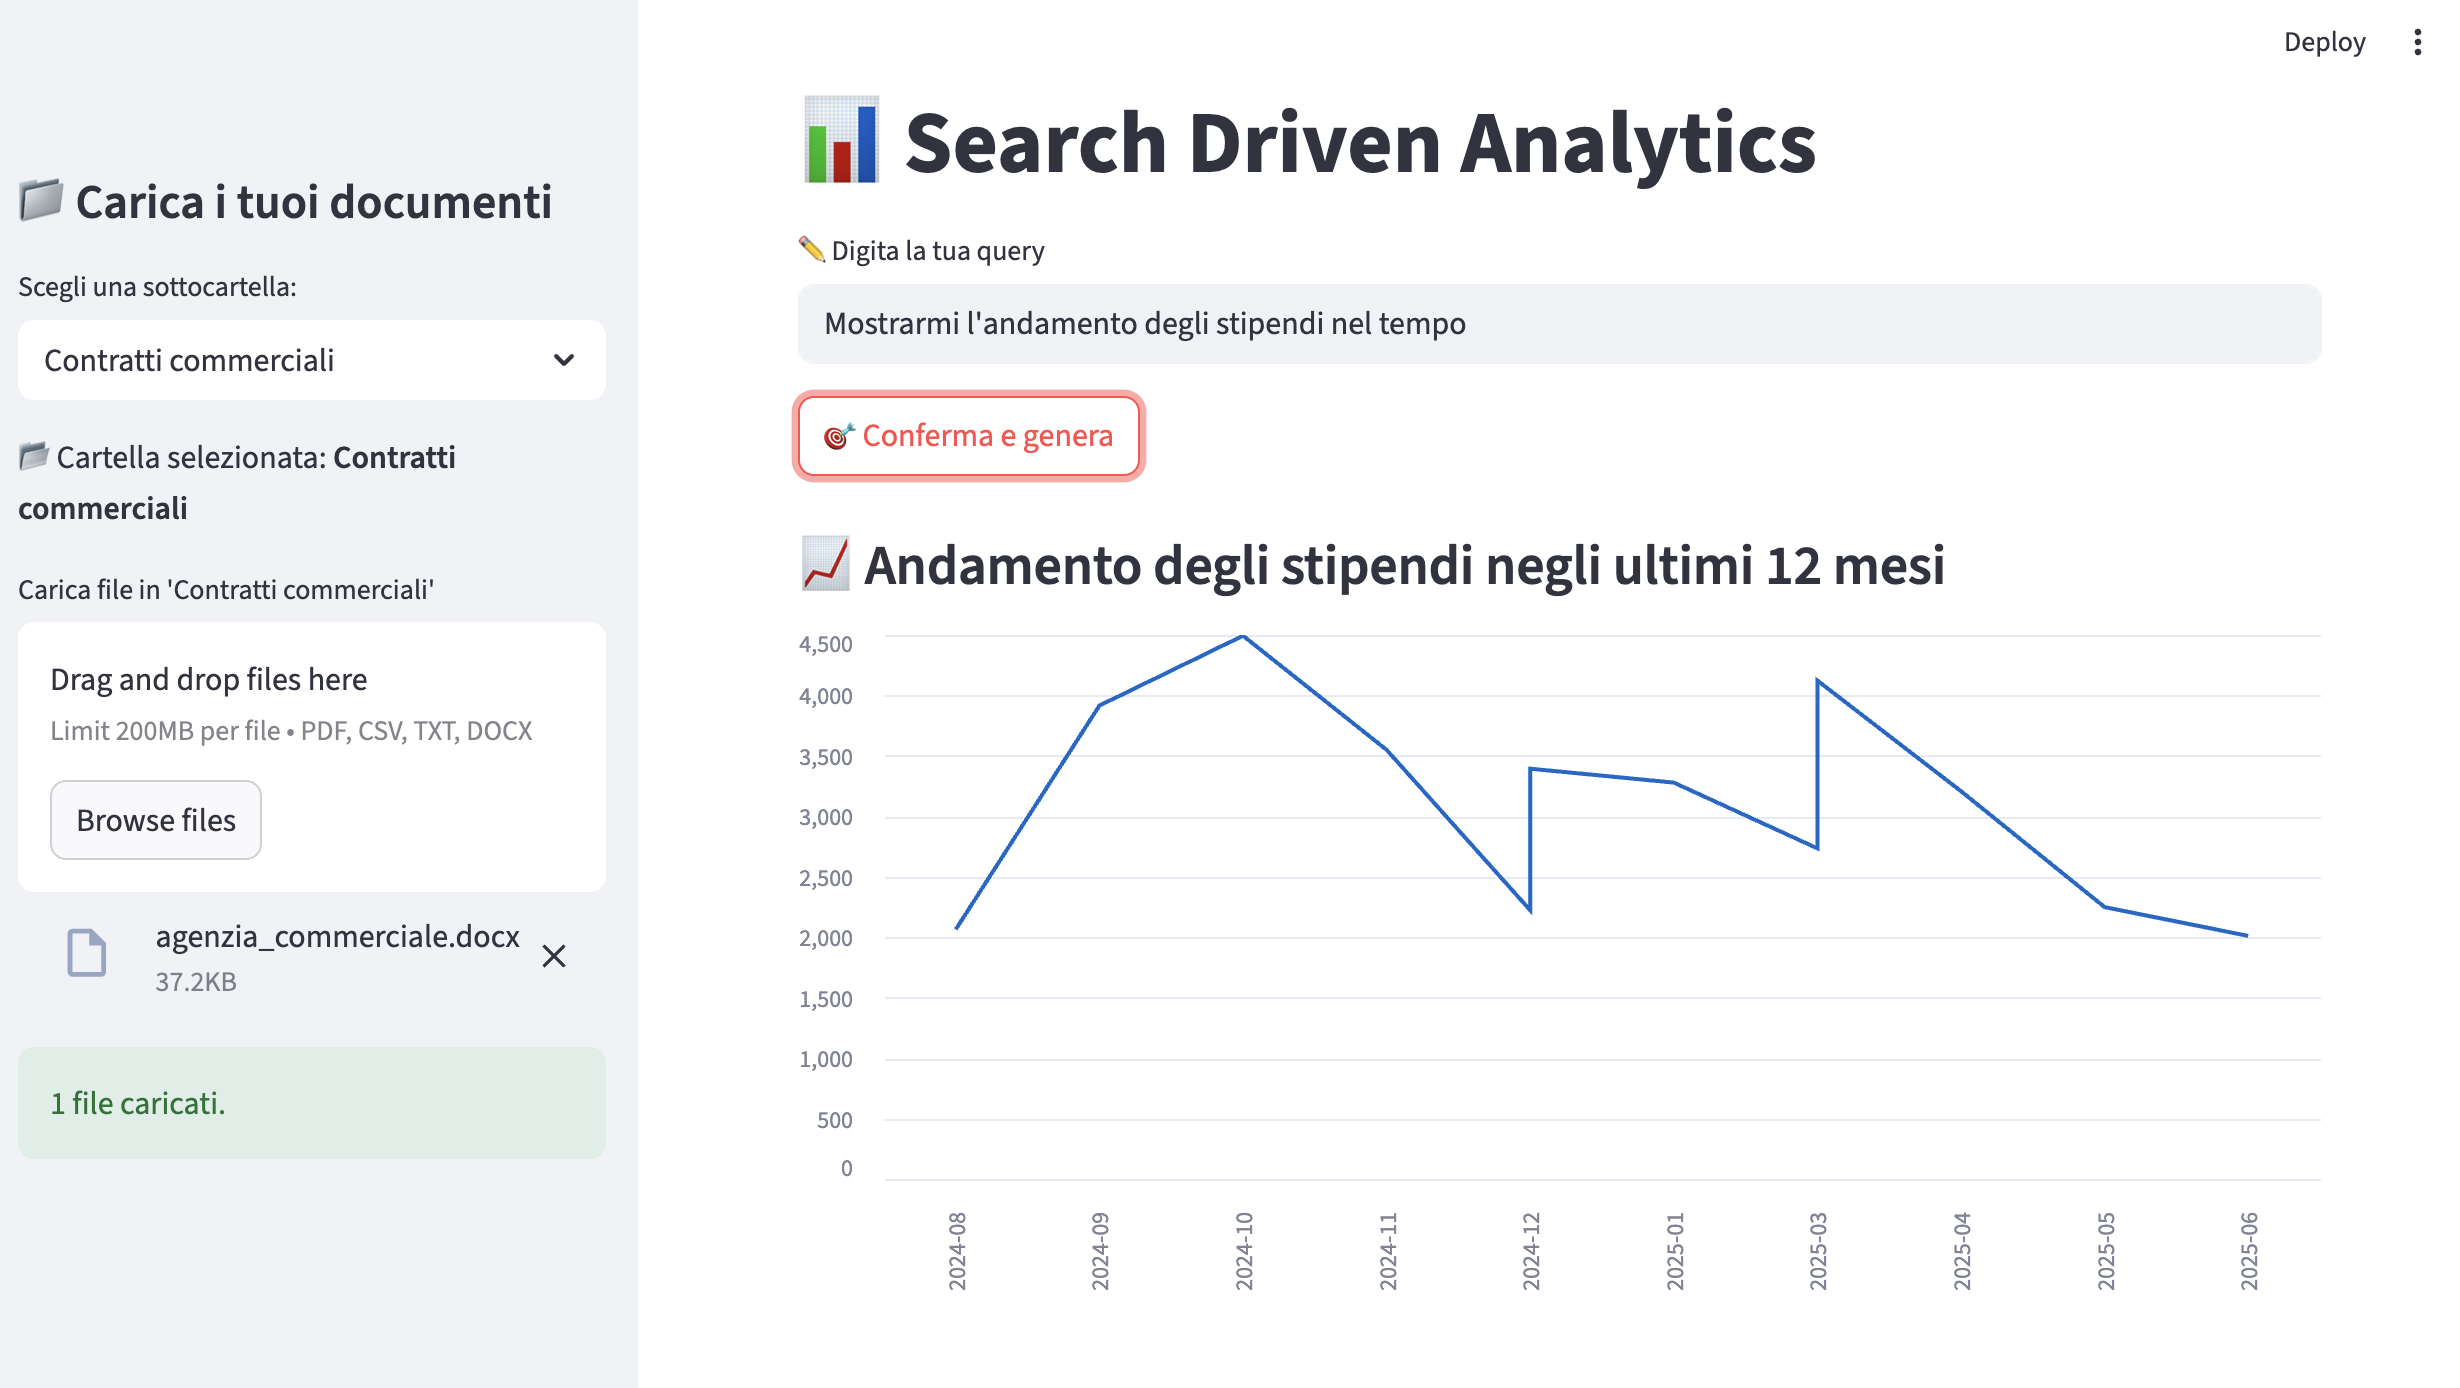 Deploy
Carica i tuoi documenti
Scegli una sottocartella:
Contratti commerciali
Cartella selezionata: Contratti
commerciali
Carica file in 'Contratti commerciali'
Drag and drop files here
Limit 200MB per file • PDF, CSV, TXT, DOCX
Browse files
agenzia_commerciale.docx
37.2KB
1 file caricati.
Search Driven Analytics
Digita la tua query
Mostrarmi l'andamento degli stipendi nel tempo
Conferma e genera
Andamento degli stipendi negli ultimi 12 mesi
4,500
4,000
3,500
3,000
2,500
2,000
1,500
1,000
500
0
2024-08
2024-09
2024-10
2024-11
2024-12
2025-01
2025-03
2025-04
2025-05
2025-06